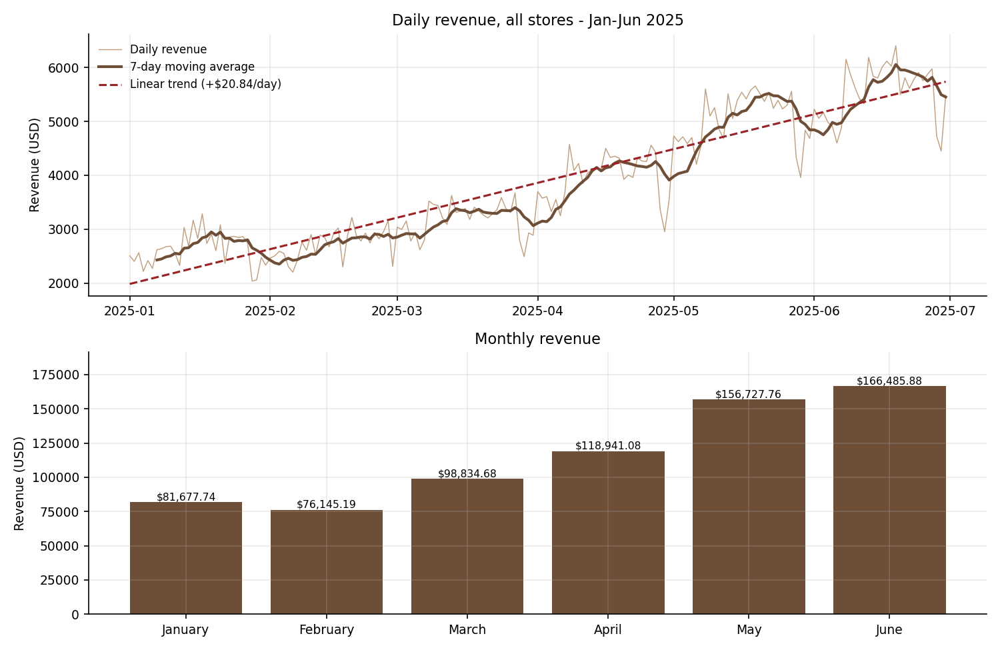 Daily revenue, all stores - Jan-Jun 2025
Daily revenue
7-day moving average
Linear trend (+$20.84/day)
Revenue (USD)
6000
5000
4000
3000
2000
2025-01 2025-02 2025-03 2025-04 2025-05 2025-06 2025-07
Monthly revenue
Revenue (USD)
175000
150000
125000
100000
75000
50000
25000
0
$81,677.74 $76,145.19 $98,834.68 $118,941.08 $156,727.76 $166,485.88
January February March April May June